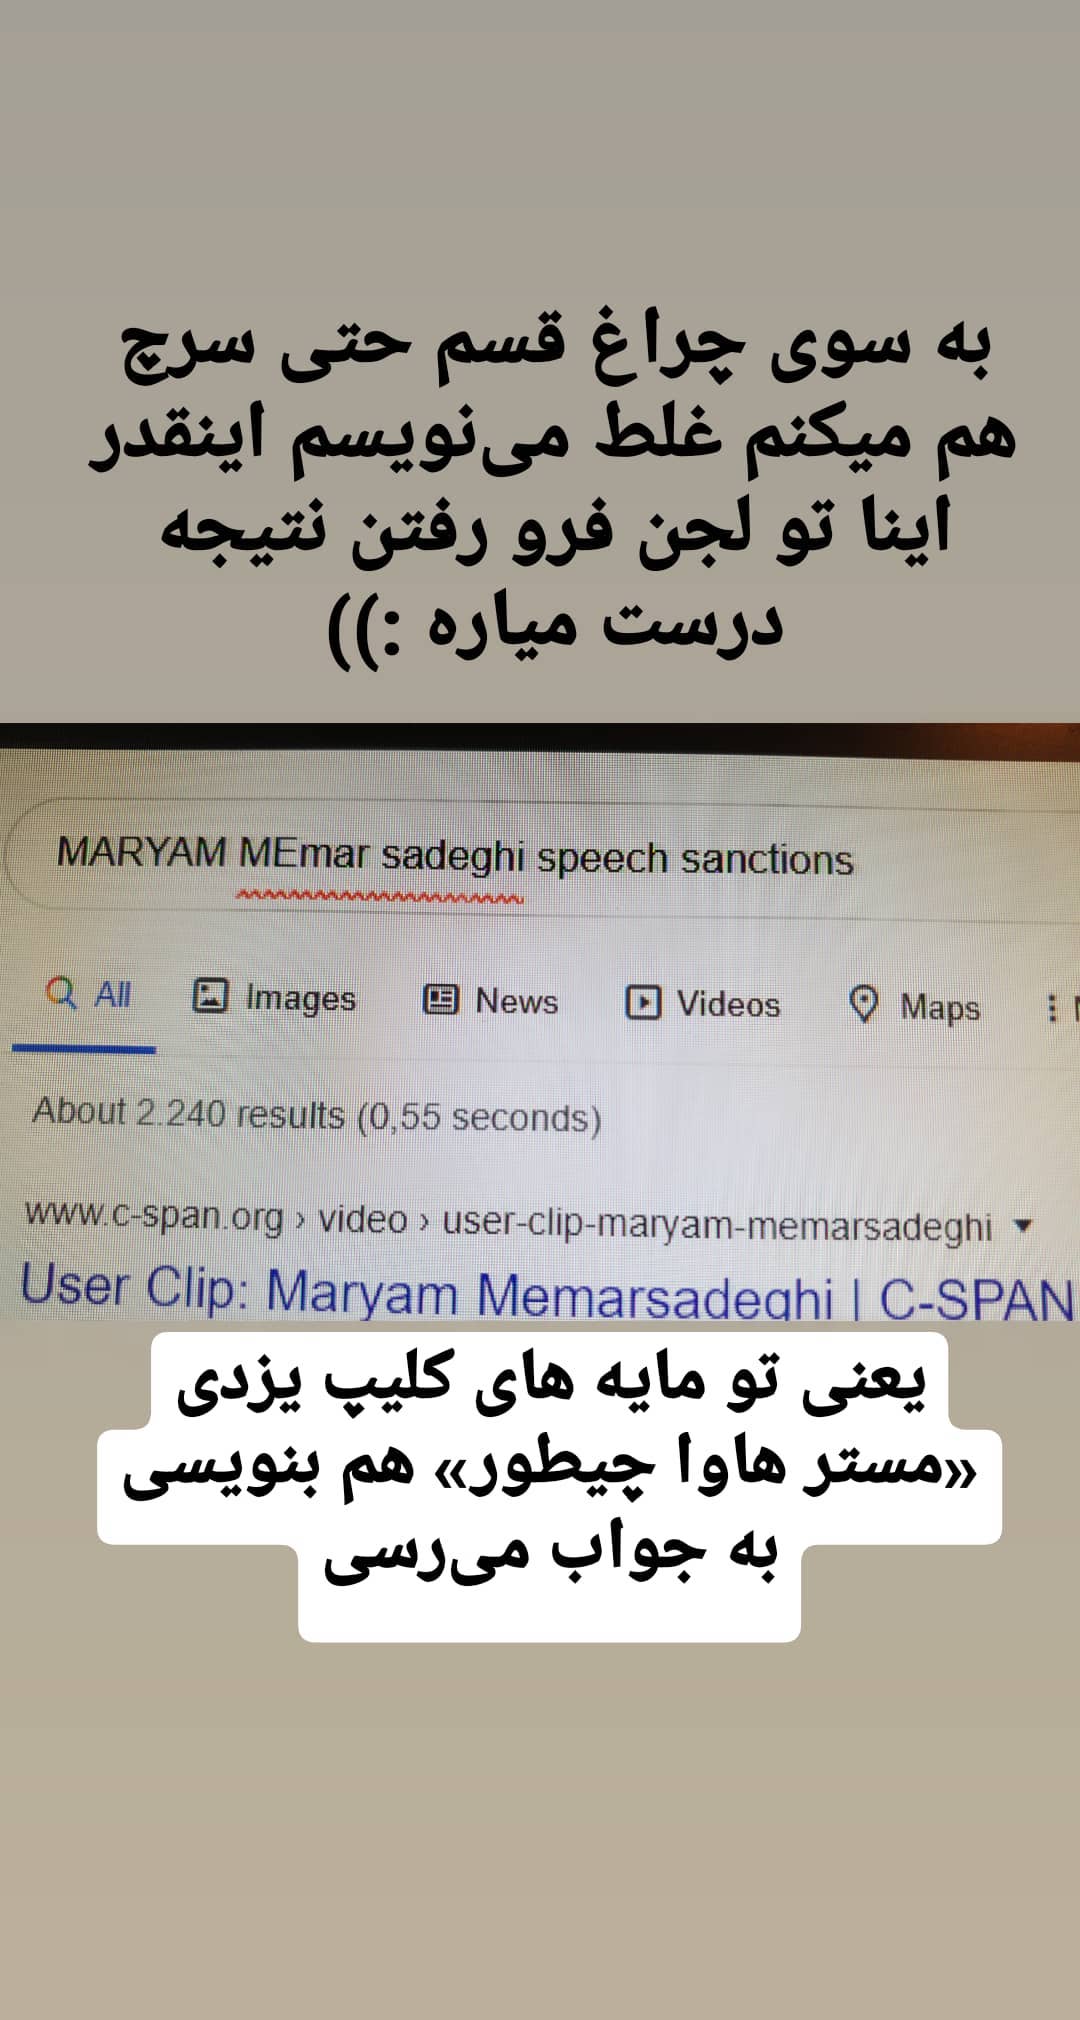 به سوی چراغ قسم حتی سرچ
هم میکنم غلط می‌نویسم اینقدر
اینا تو لجن فرو رفتن نتیجه
درست میاره :))
MARYAM MEmar sadeghi speech sanctions
All Images News Videos Maps
About 2.240 results (0,55 seconds)
www.c-span.org › video › user-clip-maryam-memarsadeghi
User Clip: Maryam Memarsadeghi | C-SPAN
یعنی تو مایه های کلیپ یزدی
«مستر هاوا چیطور» هم بنویسی
به جواب می‌رسی